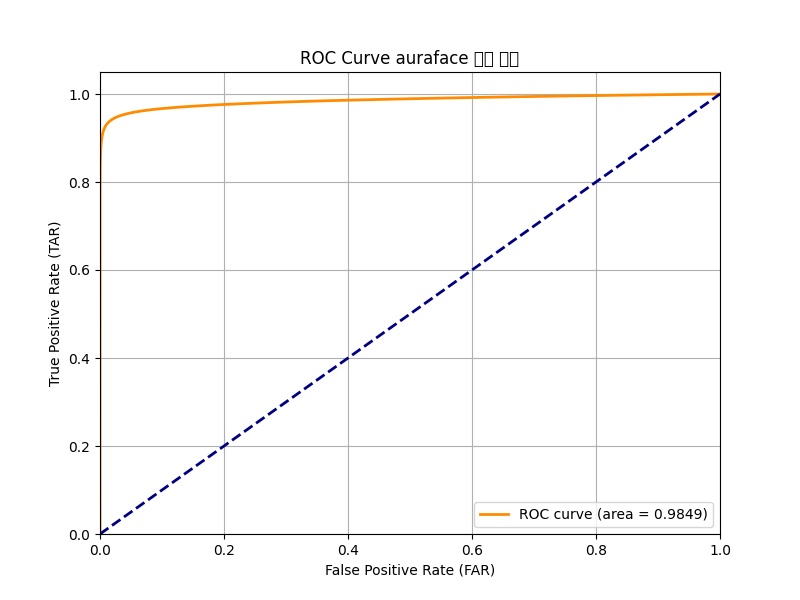 ROC Curve auraface
1.0
0.8
0.6
0.4
0.2
0.0
True Positive Rate (TAR)
ROC curve (area = 0.9849)
0.0 0.2 0.4 0.6 0.8 1.0
False Positive Rate (FAR)